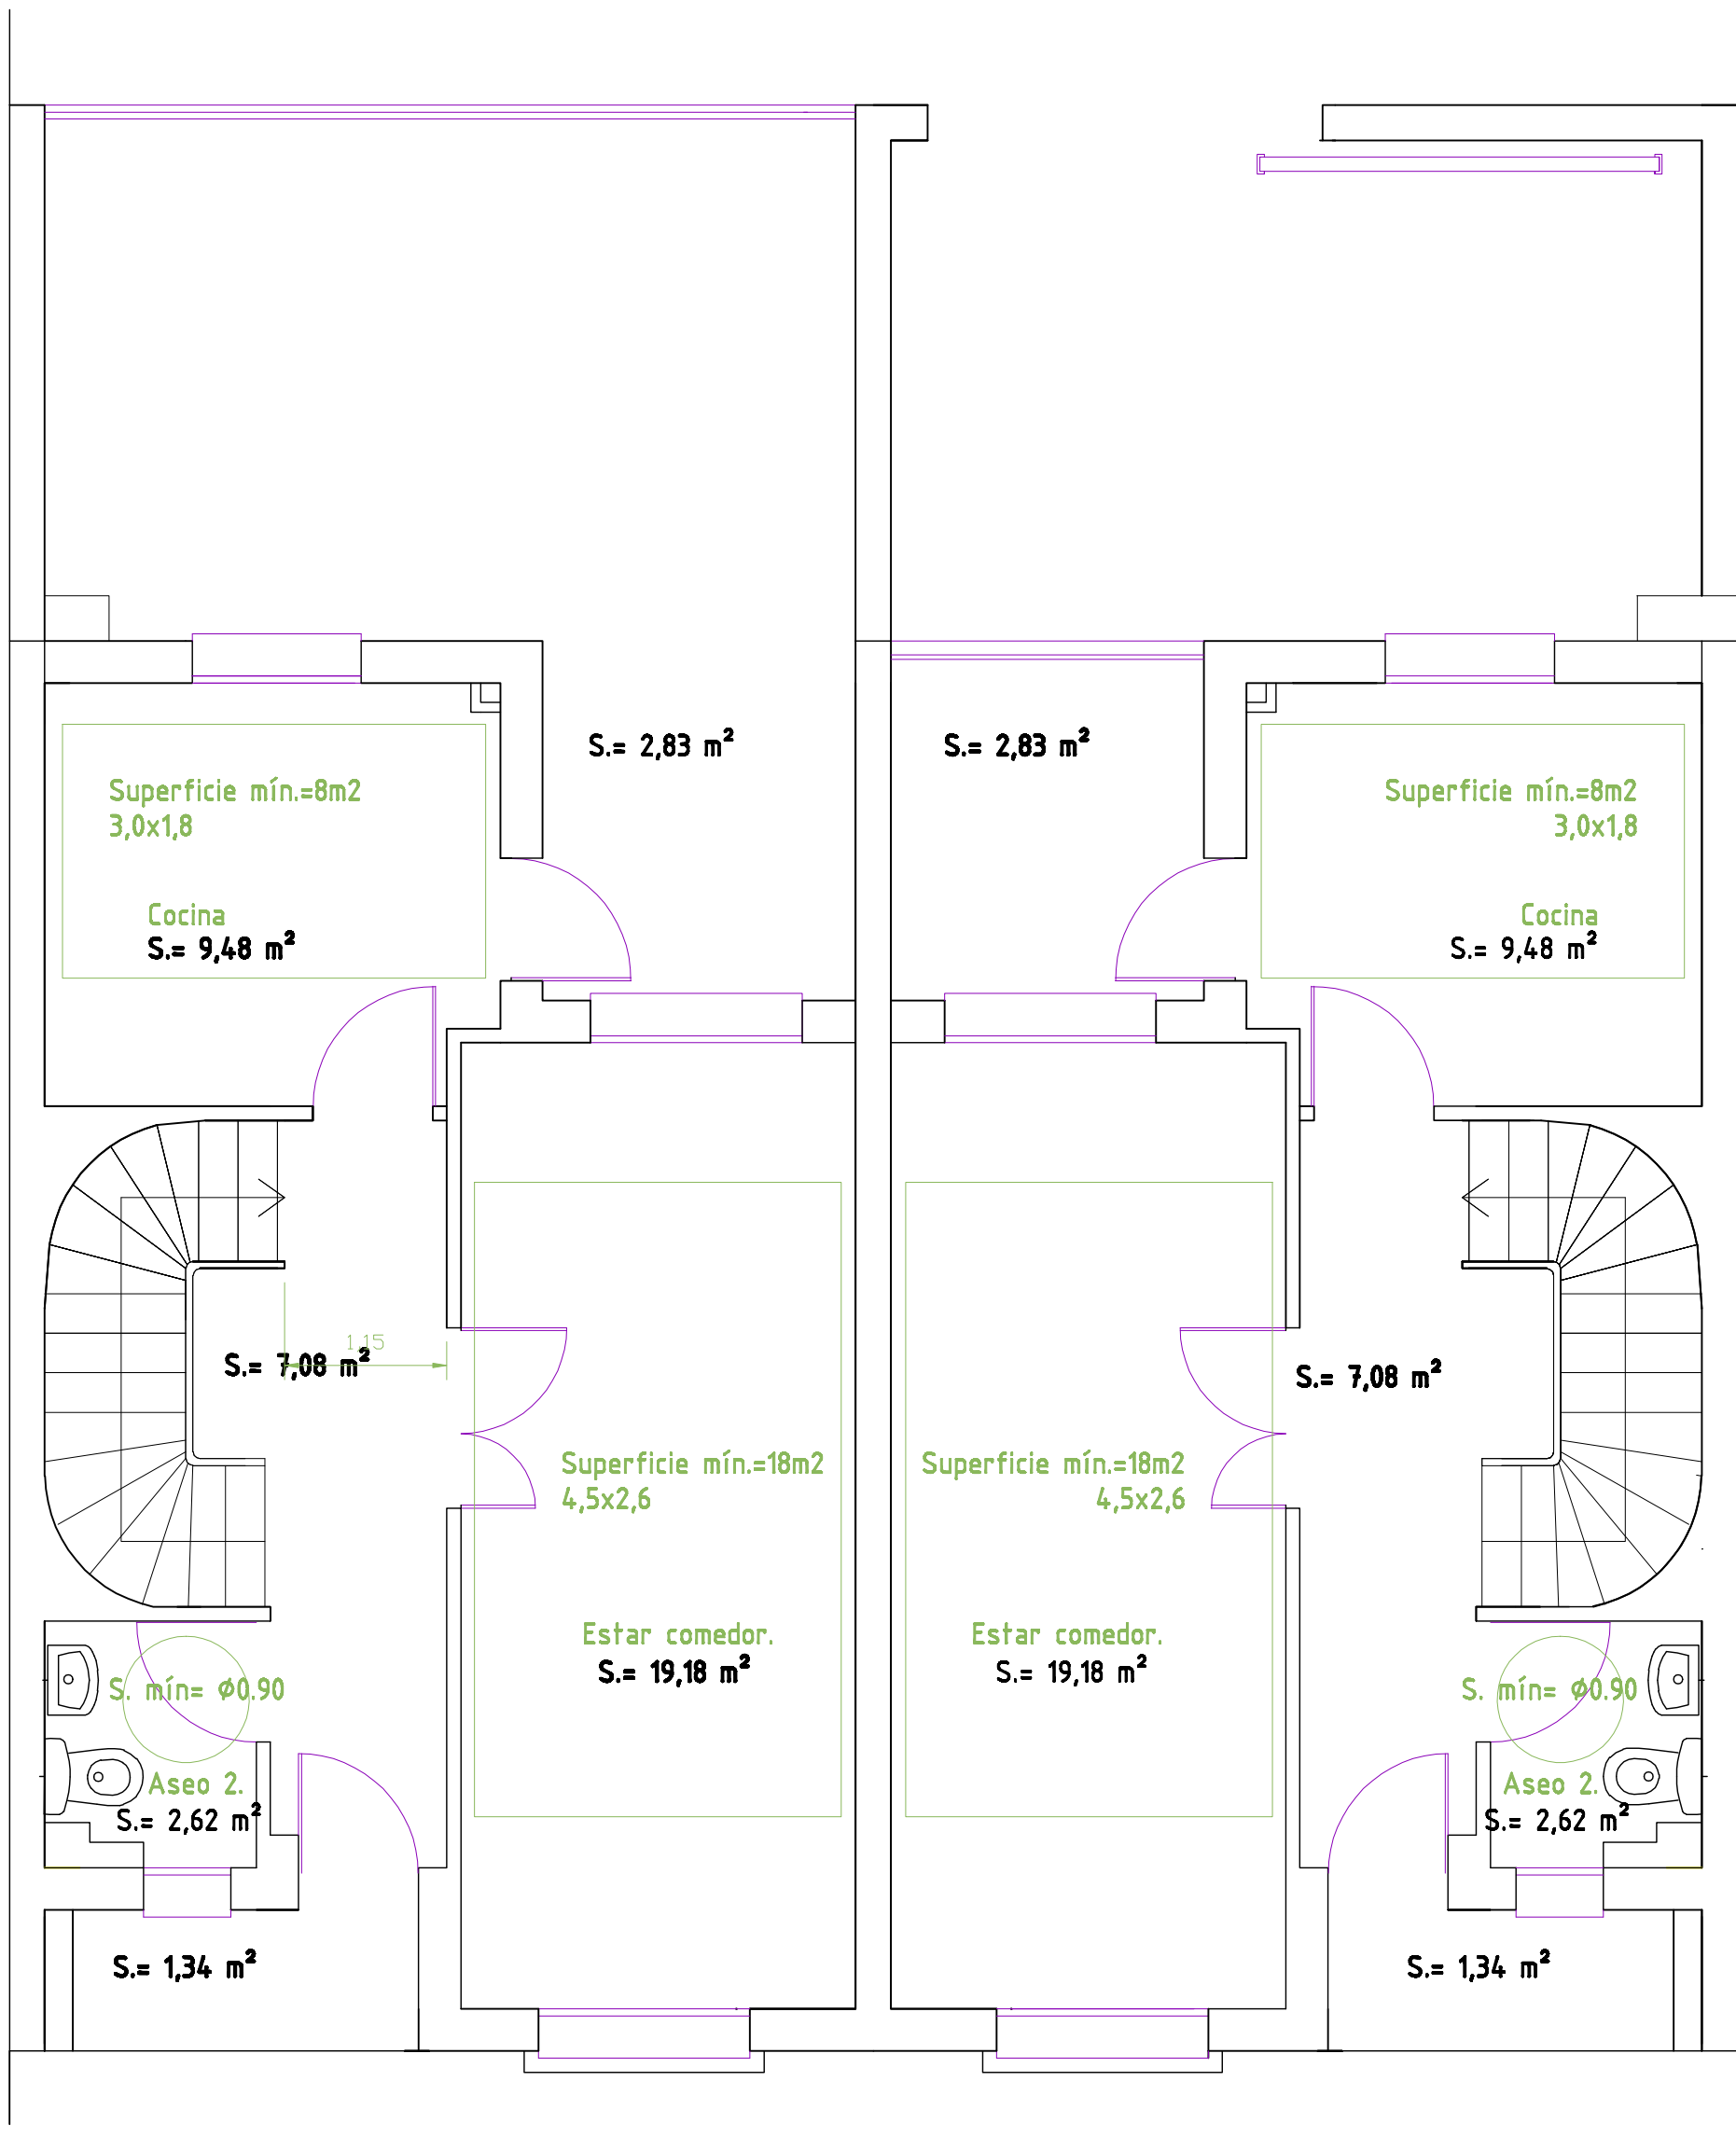 S.= 2,83 m²
S.= 2,83 m²
Superficie mín.=8m2
3,0x1,8
Superficie mín.=8m2
3,0x1,8
Cocina
S.= 9,48 m²
Cocina
S.= 9,48 m²
1.15
S.= 7,08 m²
S.= 7,08 m²
Superficie mín.=18m2
4,5x2,6
Superficie mín.=18m2
4,5x2,6
Estar comedor.
S.= 19,18 m²
Estar comedor.
S.= 19,18 m²
S. mín= Ø0.90
S. mín= Ø0.90
Aseo 2.
S.= 2,62 m²
Aseo 2.
S.= 2,62 m²
S.= 1,34 m²
S.= 1,34 m²